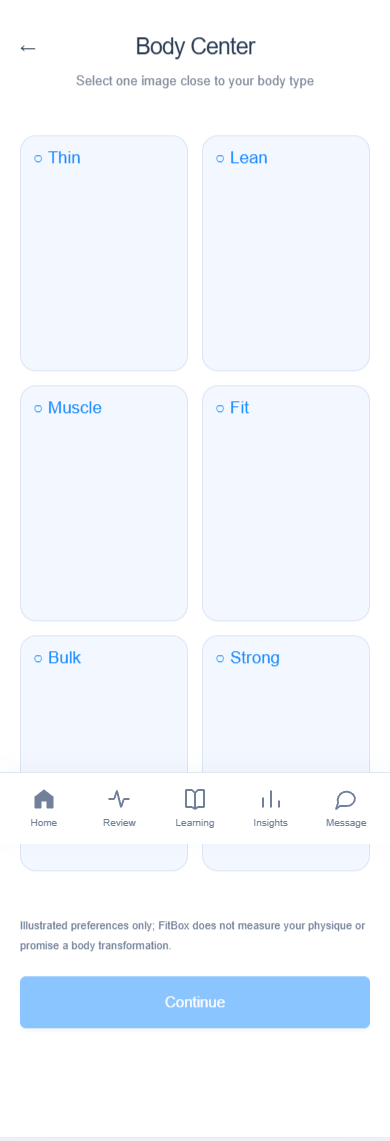 Body Center
Select one image close to your body type
Thin
Lean
Muscle
Fit
Bulk
Strong
Home
Review
Learning
Insights
Message
Illustrated preferences only; FitBox does not measure your physique or
promise a body transformation.
Continue